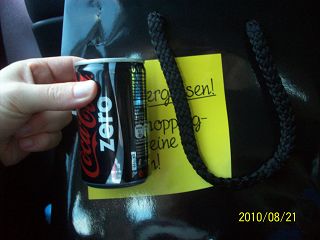 Coca-Cola
zero
ergessen!
hopping-
eine
n!
2010/08/21